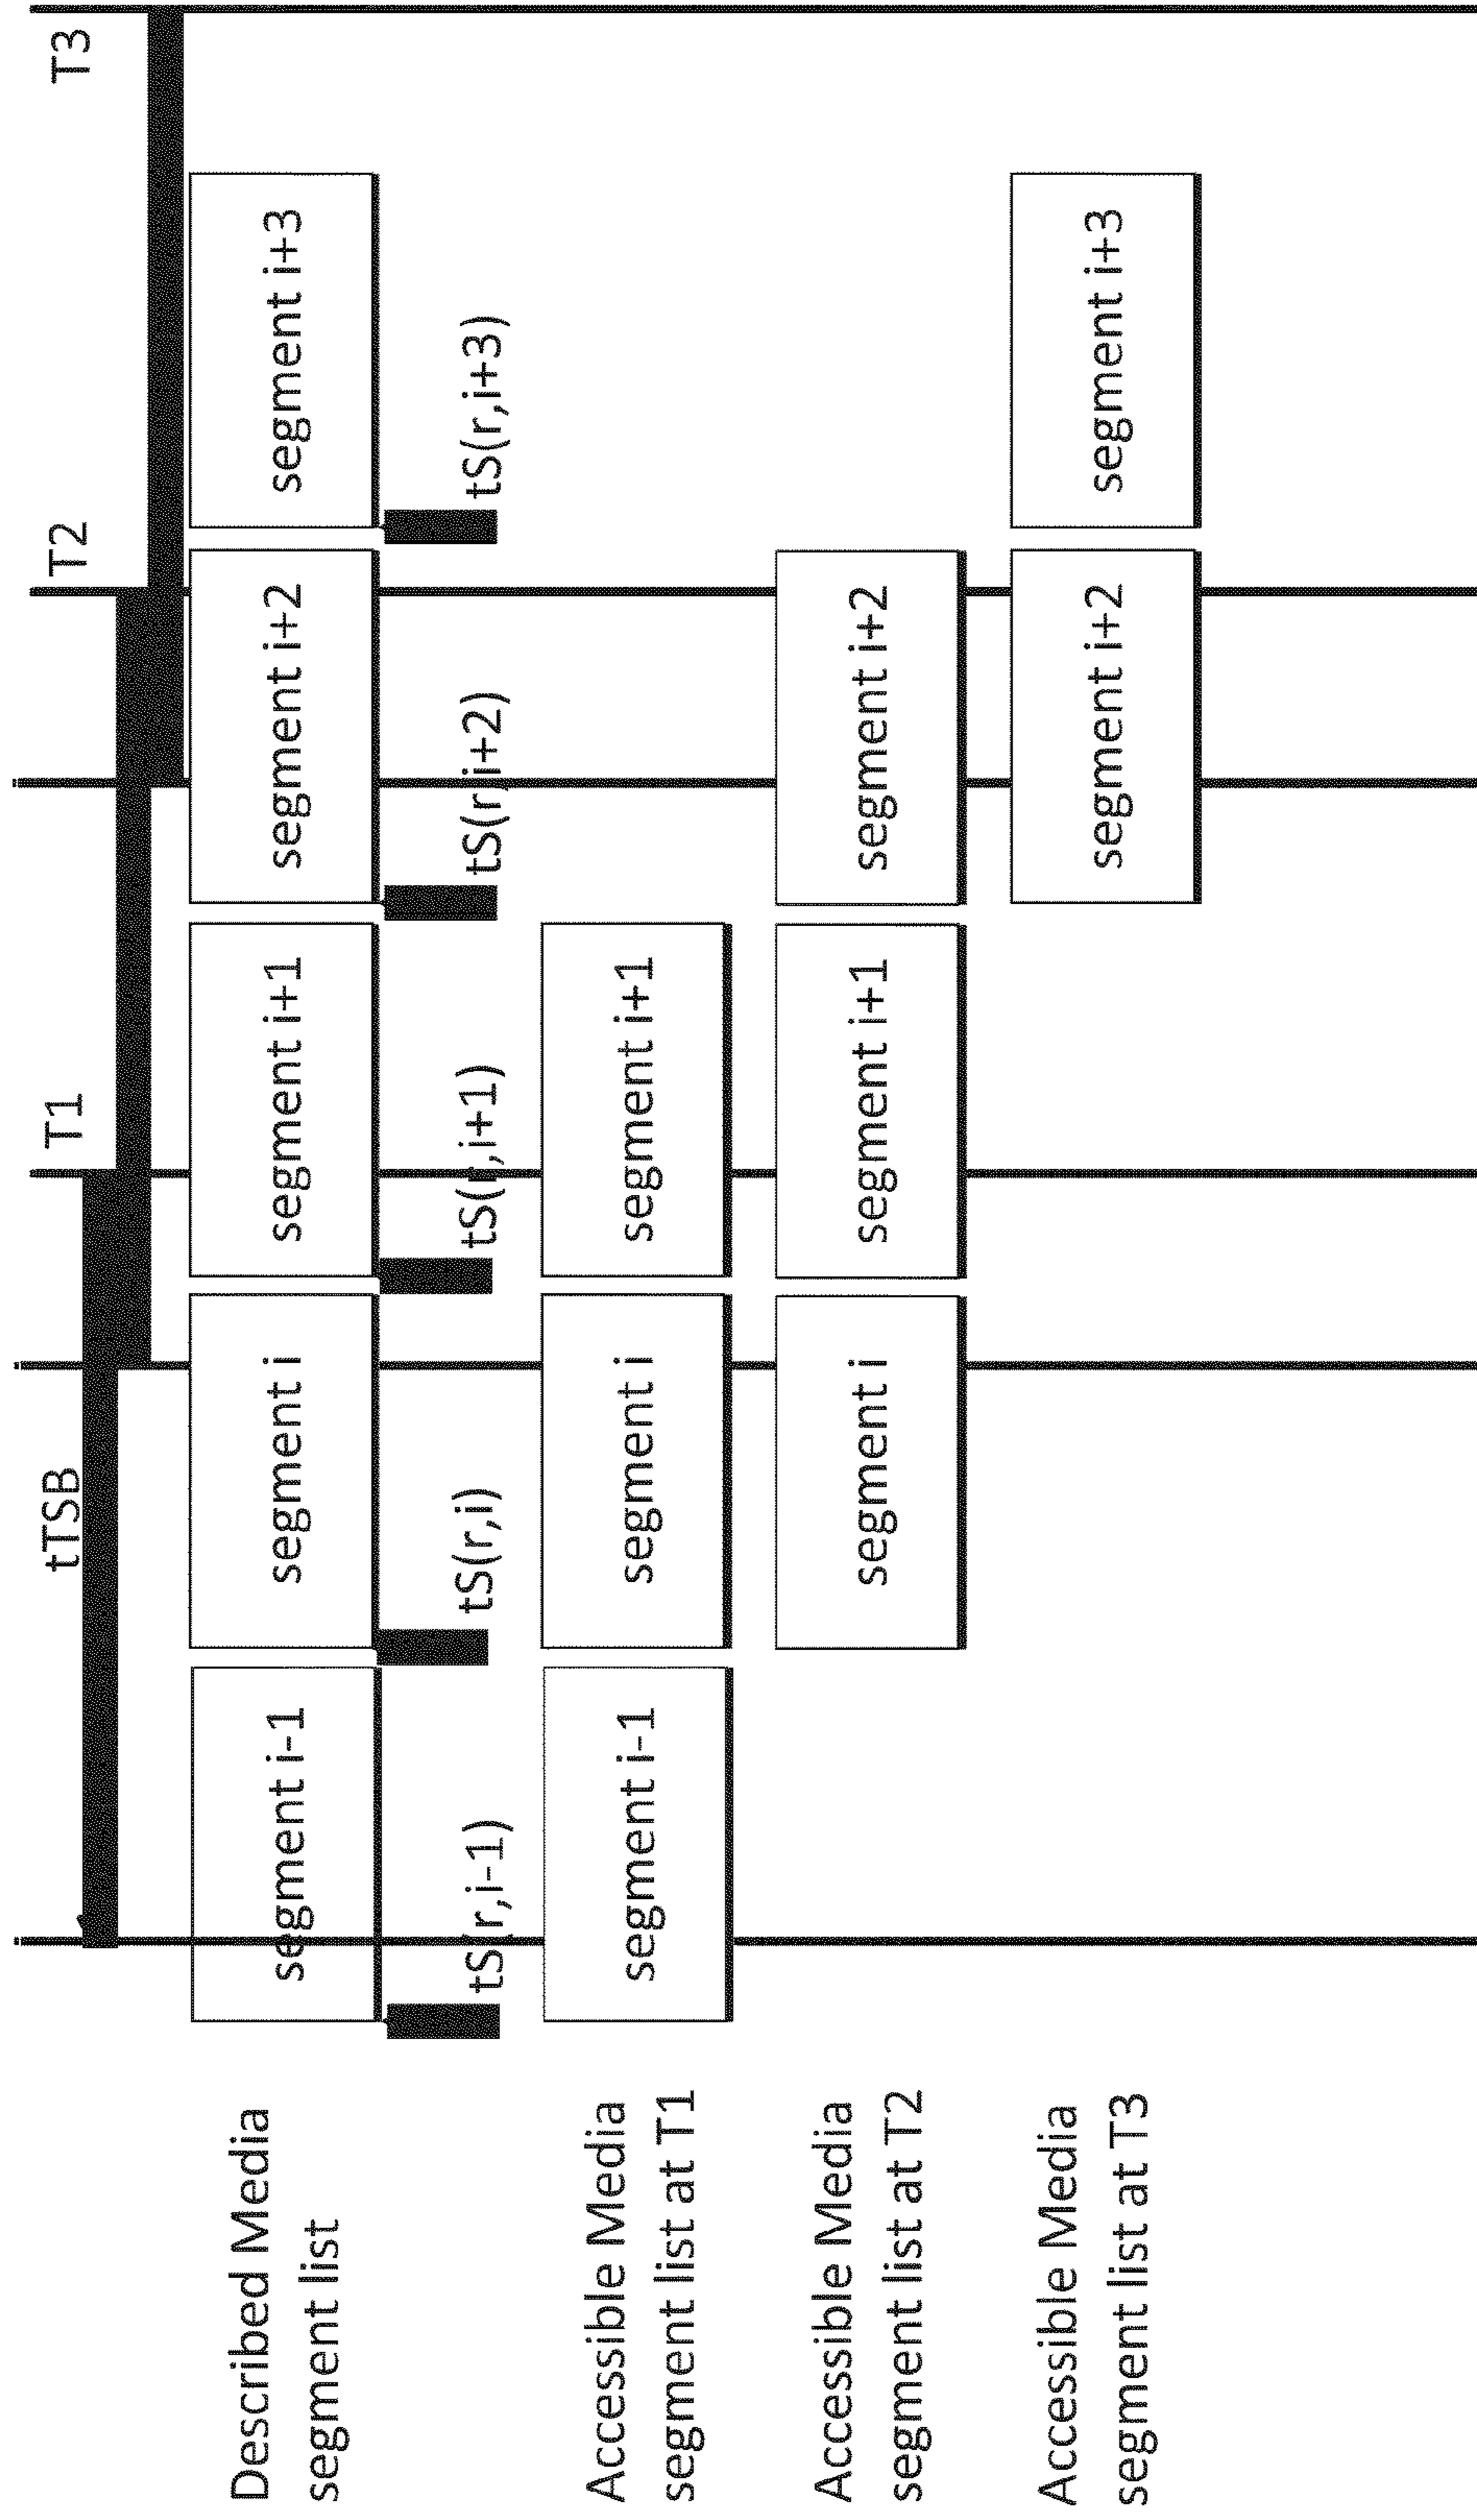 tTSB
T1
T2
T3
Described Media
segment list
segment i-1
segment i
segment i+1
segment i+2
segment i+3
tS(r,i-1)
tS(r,i)
tS(r,i+1)
tS(r,i+2)
tS(r,i+3)
Accessible Media
segment list at T1
segment i-1
segment i
segment i+1
Accessible Media
segment list at T2
segment i
segment i+1
segment i+2
Accessible Media
segment list at T3
segment i+2
segment i+3